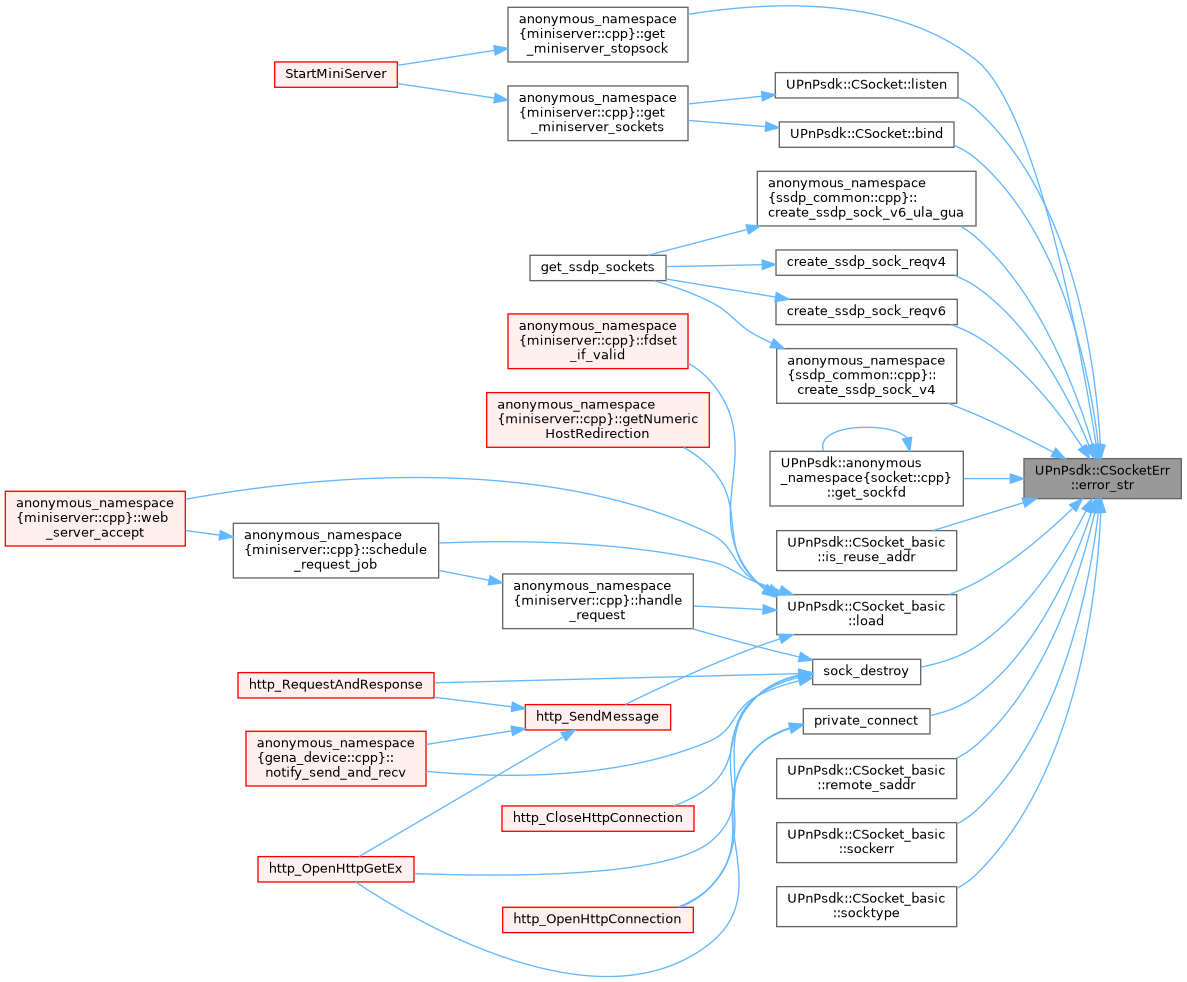 anonymous_namespace
{miniserver::cpp}::get
_miniserver_stopsock
StartMiniServer
UPnPsdk::CSocket::listen
anonymous_namespace
{miniserver::cpp}::get
_miniserver_sockets
UPnPsdk::CSocket::bind
anonymous_namespace
{ssdp_common::cpp}::
create_ssdp_sock_v6_ula_gua
get_ssdp_sockets
create_ssdp_sock_reqv4
create_ssdp_sock_reqv6
anonymous_namespace
{miniserver::cpp}::fdset
_if_valid
anonymous_namespace
{ssdp_common::cpp}::
create_ssdp_sock_v4
anonymous_namespace
{miniserver::cpp}::getNumeric
HostRedirection
UPnPsdk::anonymous
_namespace{socket::cpp}
::get_sockfd
UPnPsdk::CSocketErr
::error_str
anonymous_namespace
{miniserver::cpp}::web
_server_accept
anonymous_namespace
{miniserver::cpp}::schedule
_request_job
UPnPsdk::CSocket_basic
::is_reuse_addr
anonymous_namespace
{miniserver::cpp}::handle
_request
UPnPsdk::CSocket_basic
::load
sock_destroy
http_RequestAndResponse
http_SendMessage
private_connect
anonymous_namespace
{gena_device::cpp}::
notify_send_and_recv
UPnPsdk::CSocket_basic
::remote_saddr
http_CloseHttpConnection
UPnPsdk::CSocket_basic
::sockerr
http_OpenHttpGetEx
UPnPsdk::CSocket_basic
::socktype
http_OpenHttpConnection